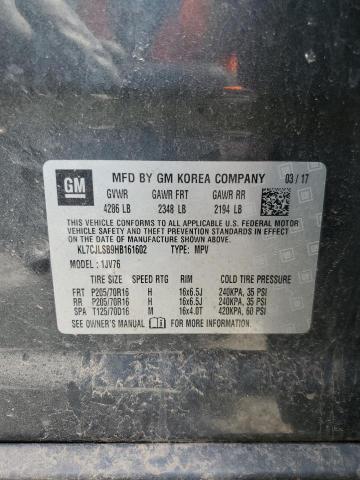 GM
MFD BY GM KOREA COMPANY 03/17
GVWR GAWR FRT GAWR RR
4286 LB 2348 LB 2194 LB
THIS VEHICLE CONFORMS TO ALL APPLICABLE U.S. FEDERAL MOTOR
VEHICLE SAFETY AND THEFT PREVENTION STANDARDS IN EFFECT
ON THE DATE OF MANUFACTURE SHOWN ABOVE.
KL7CJLSB9HB161602 TYPE: MPV
MODEL: 1JV76
TIRE SIZE SPEED RTG RIM COLD TIRE PRESSURE
FRT P205/70R16 H 16x6.5J 240KPA, 35 PSI
RR P205/70R16 H 16x6.5J 240KPA, 35 PSI
SPA T125/70D16 M 16x4.0T 420KPA, 60 PSI
SEE OWNER'S MANUAL FOR MORE INFORMATION.